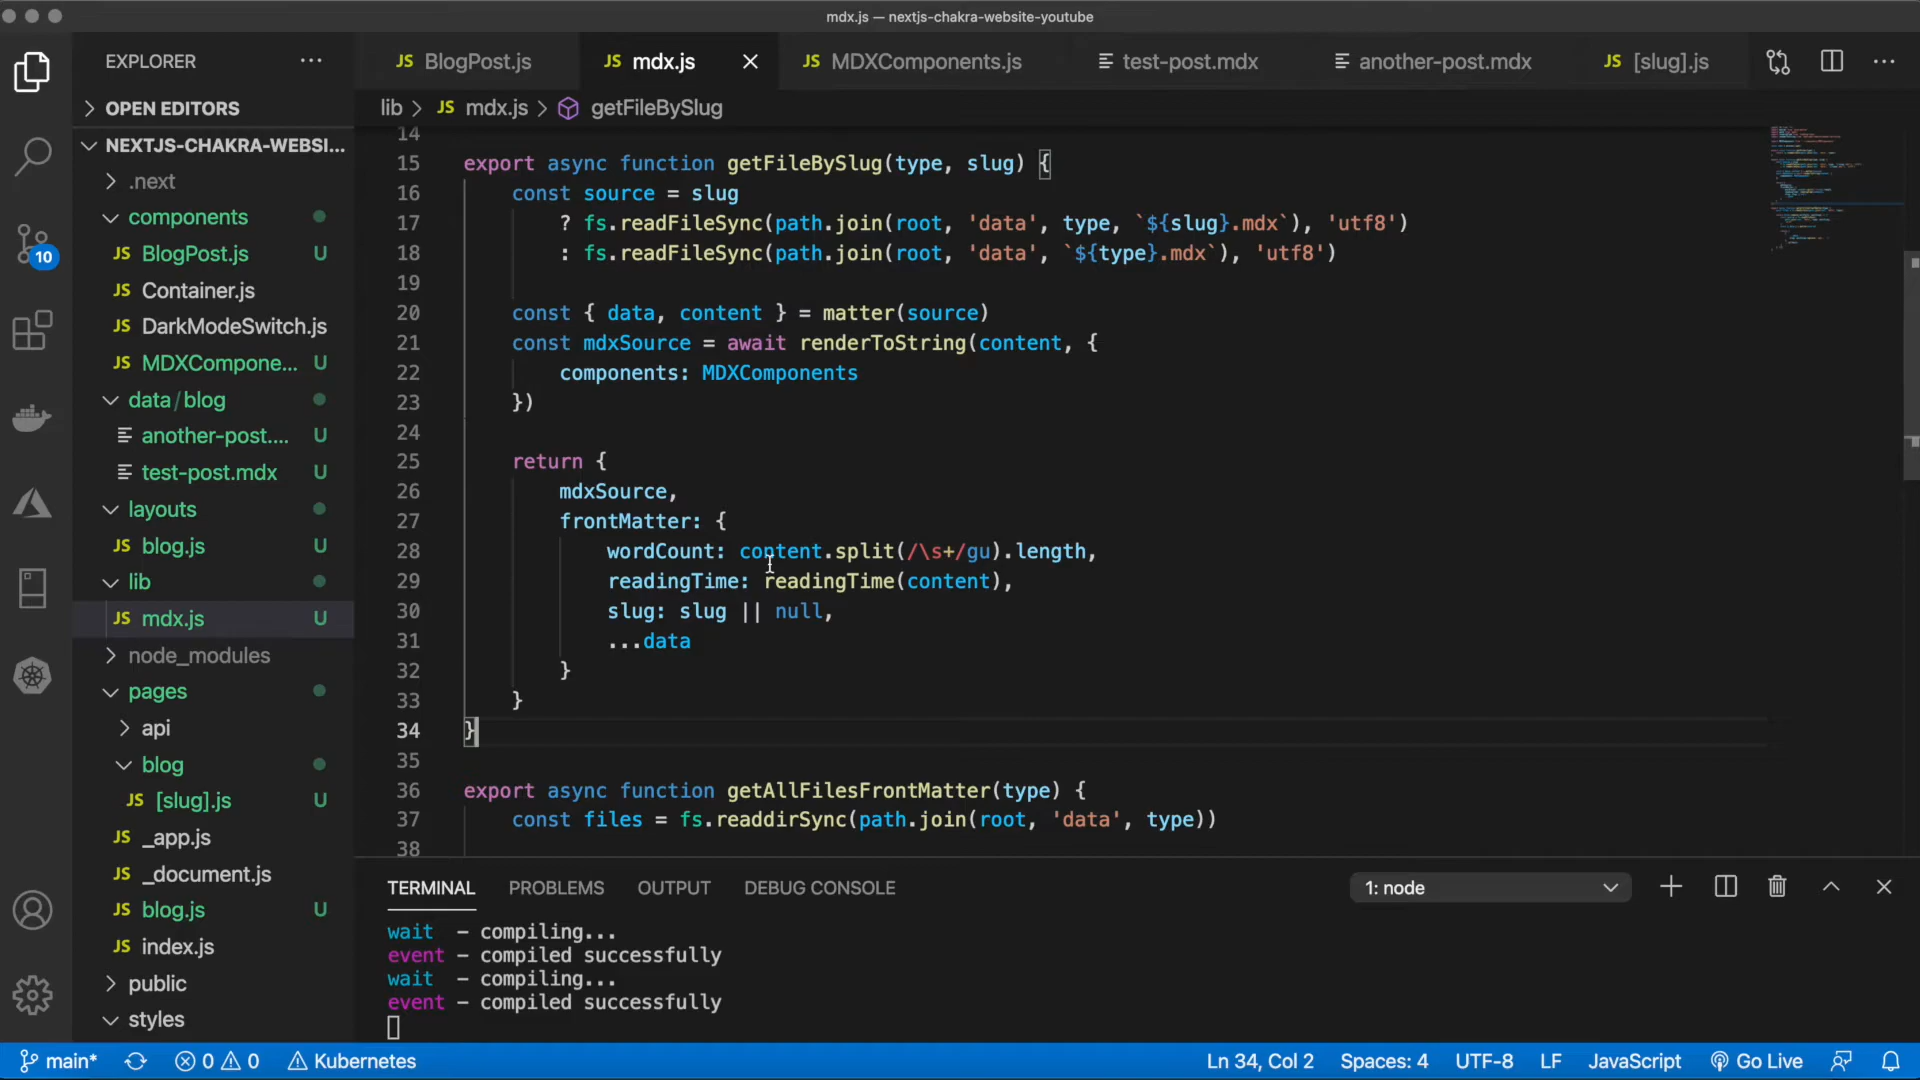 mdx.js — nextjs-chakra-website-youtube
EXPLORER
JS BlogPost.js
JS mdx.js
JS MDXComponents.js
test-post.mdx
another-post.mdx
JS [slug].js
OPEN EDITORS
lib > JS mdx.js > getFileBySlug
NEXTJS-CHAKRA-WEBSI...
.next
components
JS BlogPost.js U
JS Container.js
JS DarkModeSwitch.js
JS MDXCompone... U
data/blog
another-post.... U
test-post.mdx U
layouts
JS blog.js U
lib
JS mdx.js U
node_modules
pages
api
blog
JS [slug].js U
JS _app.js
JS _document.js
JS blog.js U
JS index.js
public
styles
10
14
15 export async function getFileBySlug(type, slug) {
16 const source = slug
17 ? fs.readFileSync(path.join(root, 'data', type, `${slug}.mdx`), 'utf8')
18 : fs.readFileSync(path.join(root, 'data', `${type}.mdx`), 'utf8')
19
20 const { data, content } = matter(source)
21 const mdxSource = await renderToString(content, {
22 components: MDXComponents
23 })
24
25 return {
26 mdxSource,
27 frontMatter: {
28 wordCount: content.split(/\s+/gu).length,
29 readingTime: readingTime(content),
30 slug: slug || null,
31 ...data
32 }
33 }
34 }
35
36 export async function getAllFilesFrontMatter(type) {
37 const files = fs.readdirSync(path.join(root, 'data', type))
38
TERMINAL PROBLEMS OUTPUT DEBUG CONSOLE
1: node
wait - compiling...
event - compiled successfully
wait - compiling...
event - compiled successfully
main* 0 0 Kubernetes
Ln 34, Col 2 Spaces: 4 UTF-8 LF JavaScript Go Live